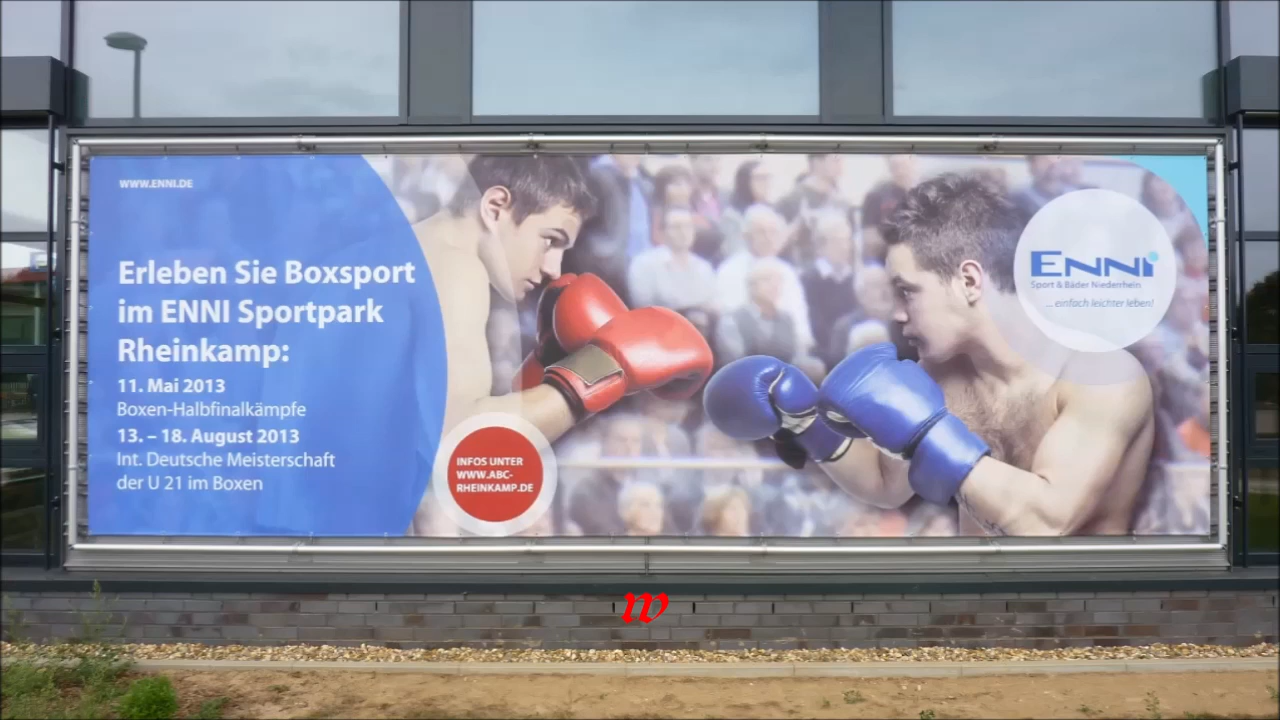 WWW.ENNI.DE
Erleben Sie Boxsport
im ENNI Sportpark
Rheinkamp:
11. Mai 2013
Boxen-Halbfinalkämpfe
13. – 18. August 2013
Int. Deutsche Meisterschaft
der U 21 im Boxen
INFOS UNTER
WWW.ABC-
RHEINKAMP.DE
ENNI
Sport & Bäder Niederrhein
... einfach leichter leben!
w